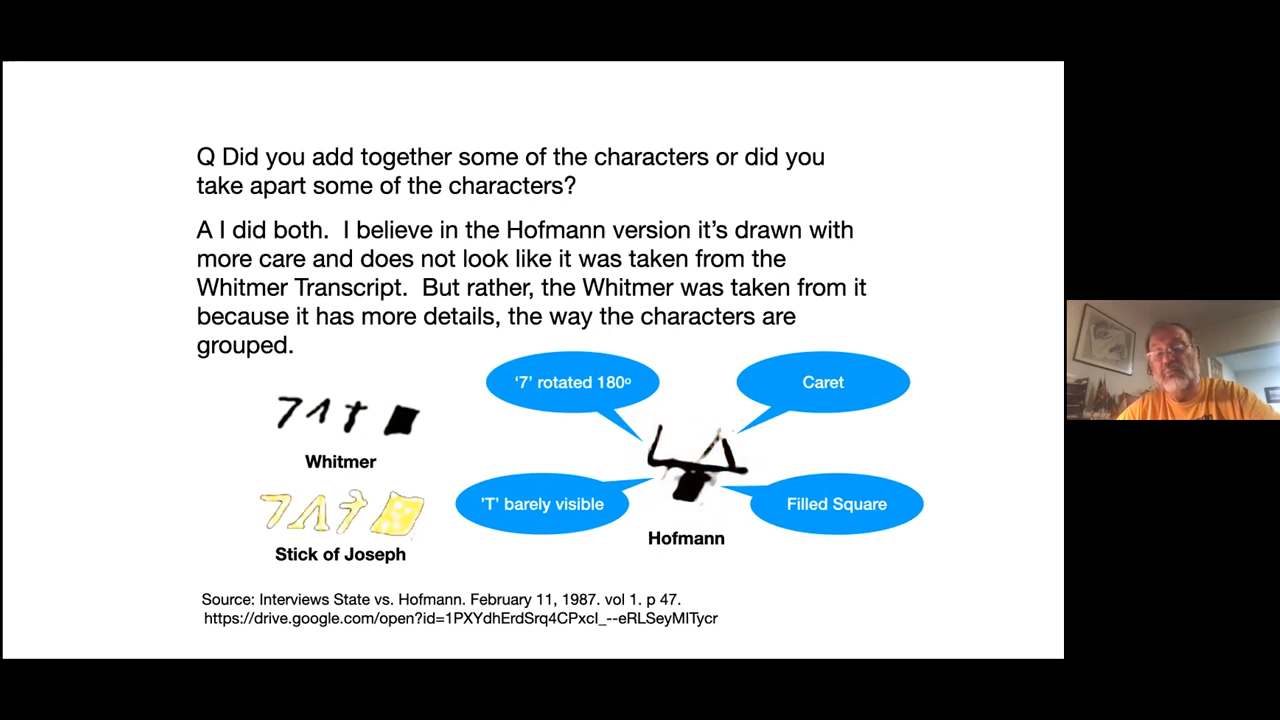 Q Did you add together some of the characters or did you
take apart some of the characters?
A I did both.  I believe in the Hofmann version it's drawn with
more care and does not look like it was taken from the
Whitmer Transcript.  But rather, the Whitmer was taken from it
because it has more details, the way the characters are
grouped.
'7' rotated 180º
Caret
Whitmer
'T' barely visible
Filled Square
Hofmann
Stick of Joseph
Source: Interviews State vs. Hofmann. February 11, 1987. vol 1. p 47.
https://drive.google.com/open?id=1PXYdhErdSrq4CPxcI_--eRLSeyMITycr